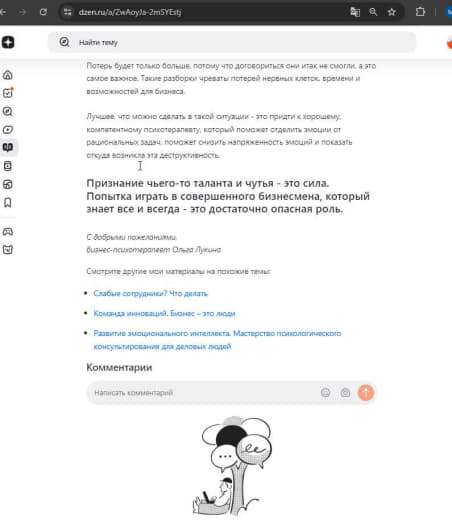 dzen.ru/a/ZwAoyJa-2mSYEstj
Найти тему
Потерь будет только больше, потому что договориться они итак не смогли, а это
самое важное. Такие разборки чреваты потерей нервных клеток, времени и
возможностей для бизнеса.
Лучшее, что можно сделать в такой ситуации - это придти к хорошему,
компетентному психотерапевту, который поможет отделить эмоции от
рациональных задач, поможет снизить напряженность эмоций и показать
откуда возникла эта деструктивность.
Признание чьего-то таланта и чутья - это сила.
Попытка играть в совершенного бизнесмена, который
знает все и всегда - это достаточно опасная роль.
С добрыми пожеланиями,
бизнес-психотерапевт Ольга Лукина
Смотрите другие мои материалы на похожие темы:
Слабые сотрудники? Что делать
Команда инноваций. Бизнес – это люди
Развитие эмоционального интеллекта. Мастерство психологического
консультирования для деловых людей
Комментарии
Написать комментарий